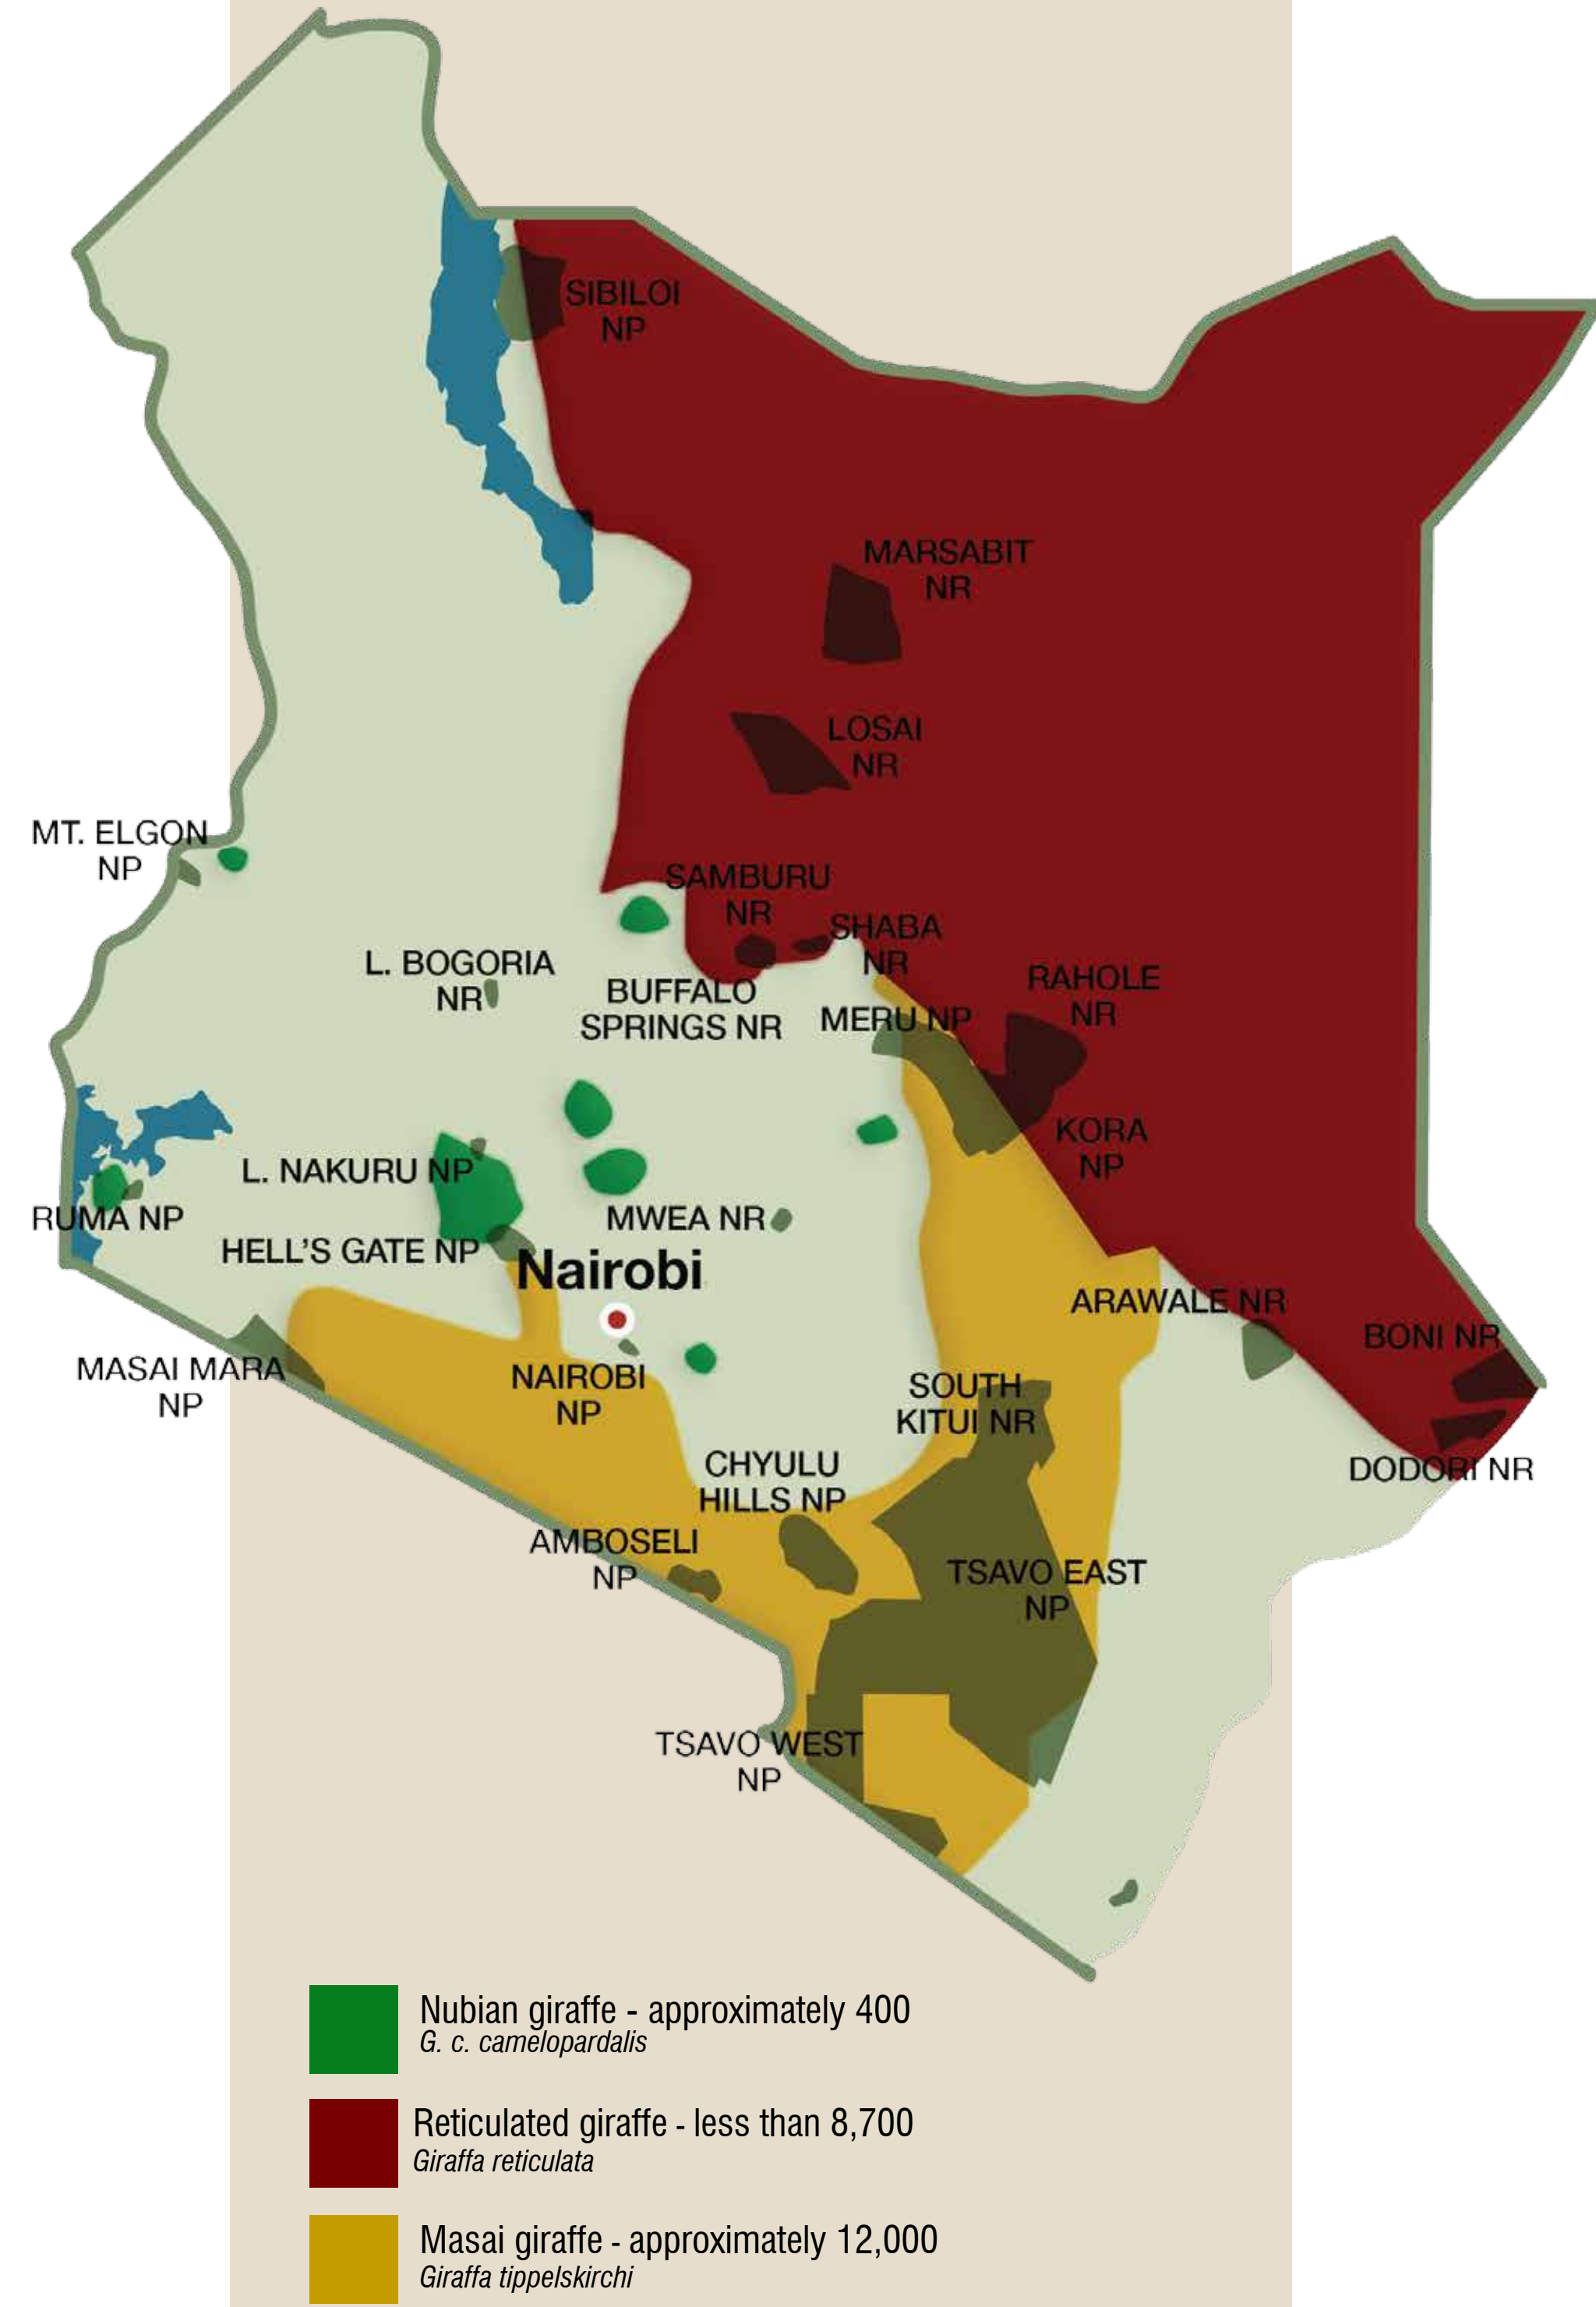 SIBILOI
NP
MARSABIT
NR
LOSAI
NR
MT. ELGON
NP
SAMBURU
NR
SHABA
NR
L. BOGORIA
NR
BUFFALO
SPRINGS NR
MERU NP
RAHOLE
NR
KORA
NP
L. NAKURU NP
RUMA NP
MWEA NR
HELL'S GATE NP
Nairobi
ARAWALE NR
BONI NR
MASAI MARA
NP
NAIROBI
NP
SOUTH
KITUI NR
CHYULU
HILLS NP
DODORI NR
AMBOSELI
NP
TSAVO EAST
NP
TSAVO WEST
NP
Nubian giraffe - approximately 400
G. c. camelopardalis
Reticulated giraffe - less than 8,700
Giraffa reticulata
Masai giraffe - approximately 12,000
Giraffa tippelskirchi